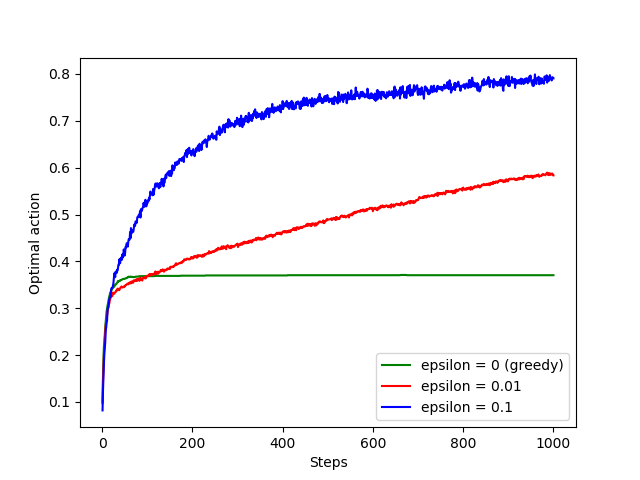 0.8
0.7
0.6
0.5
0.4
0.3
0.2
0.1
Optimal action
0
200
400
600
800
1000
Steps
epsilon = 0 (greedy)
epsilon = 0.01
epsilon = 0.1